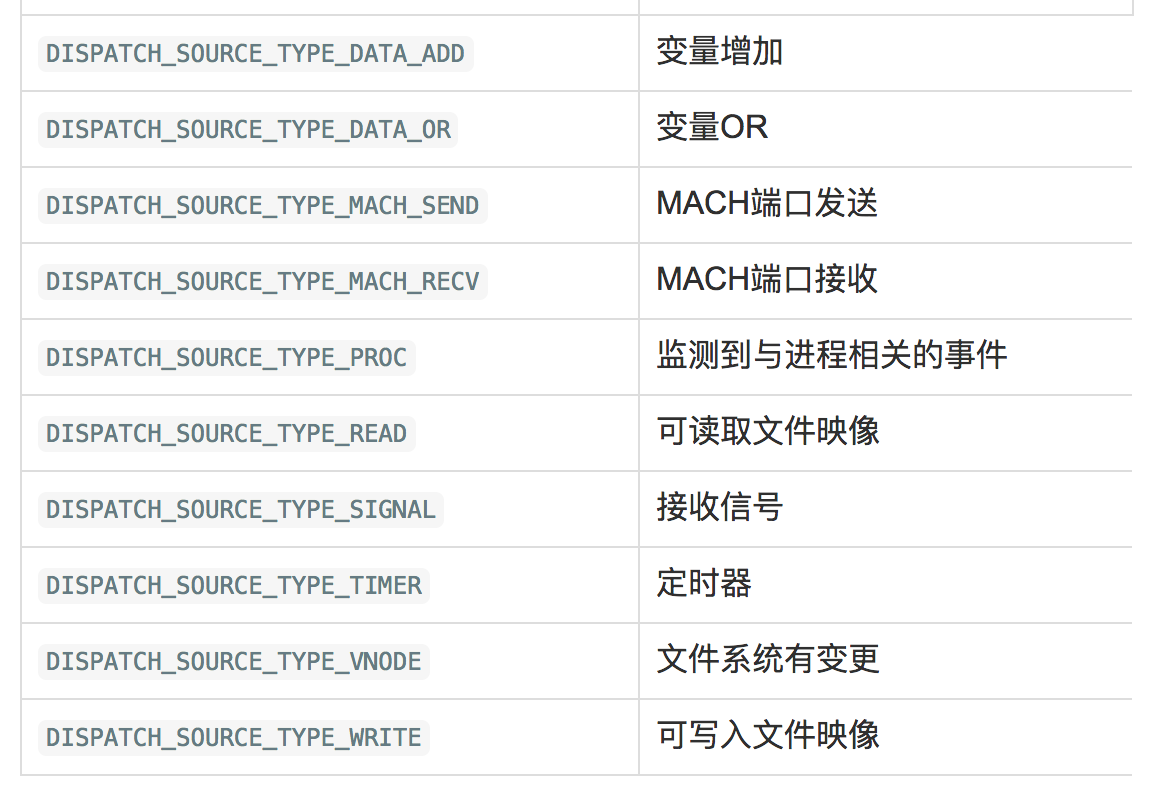 DISPATCH_SOURCE_TYPE_DATA_ADD 变量增加
DISPATCH_SOURCE_TYPE_DATA_OR 变量OR
DISPATCH_SOURCE_TYPE_MACH_SEND MACH端口发送
DISPATCH_SOURCE_TYPE_MACH_RECV MACH端口接收
DISPATCH_SOURCE_TYPE_PROC 监测到与进程相关的事件
DISPATCH_SOURCE_TYPE_READ 可读取文件映像
DISPATCH_SOURCE_TYPE_SIGNAL 接收信号
DISPATCH_SOURCE_TYPE_TIMER 定时器
DISPATCH_SOURCE_TYPE_VNODE 文件系统有变更
DISPATCH_SOURCE_TYPE_WRITE 可写入文件映像